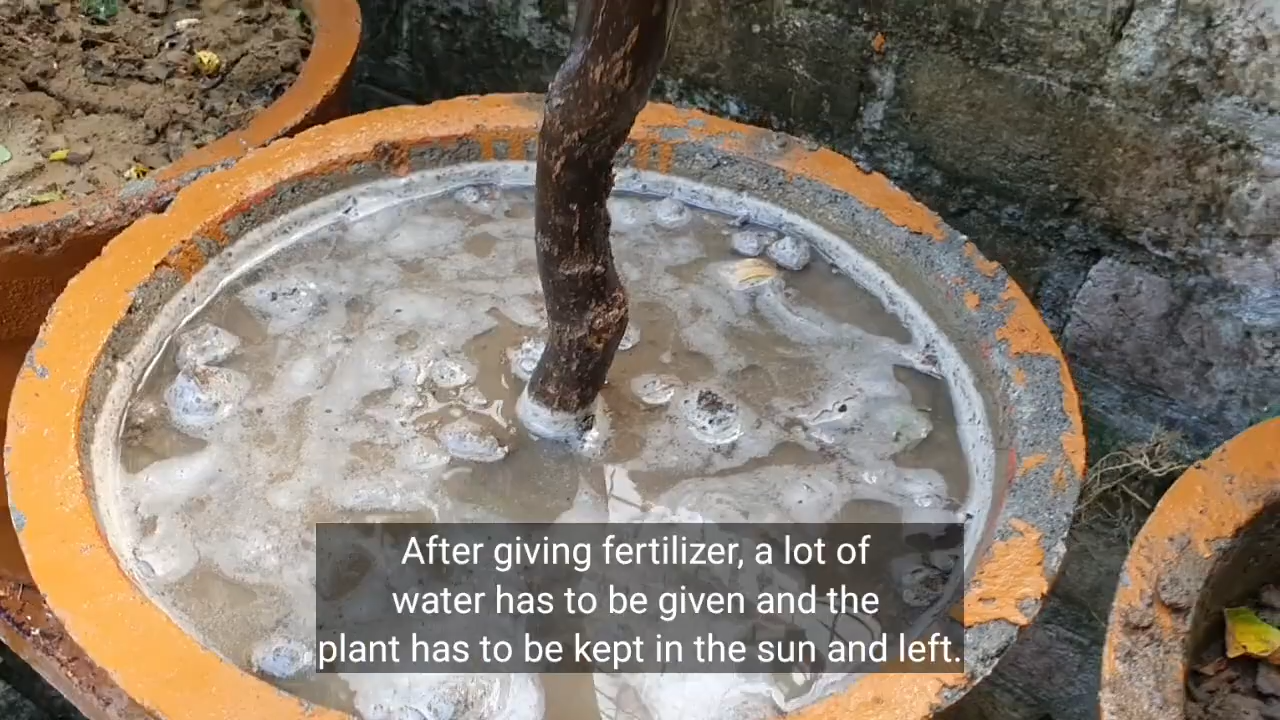 After giving fertilizer, a lot of
water has to be given and the
plant has to be kept in the sun and left.